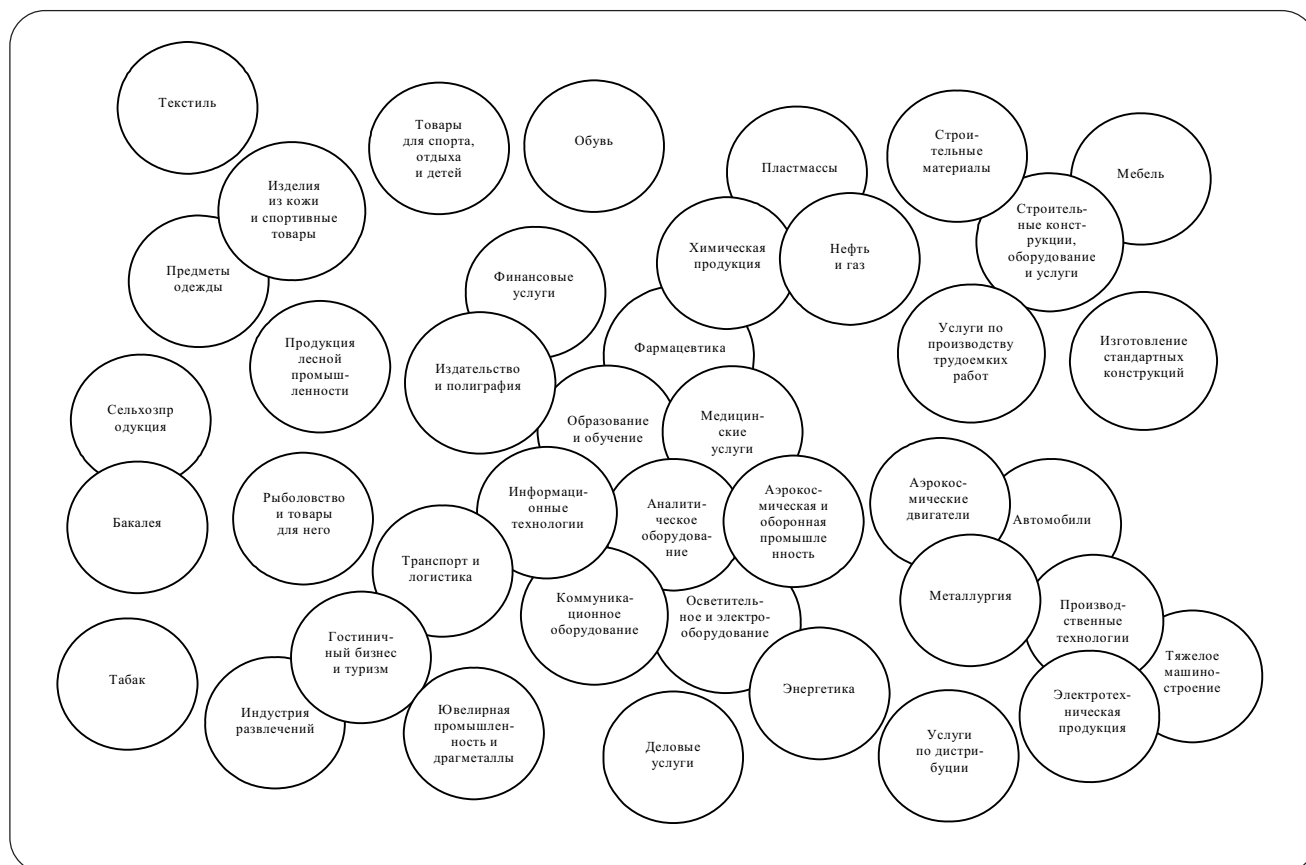 Текстиль
Товары
для спорта,
отдыха
и детей
Обувь
Пластмассы
Строи-
тельные
материалы
Мебель
Изделия
из кожи
и спортивные
товары
Строитель-
ные конст-
рукции,
оборудование
и услуги
Химическая
продукция
Нефть
и газ
Предметы
одежды
Финансовые
услуги
Продукция
лесной
промыш-
ленности
Издательство
и полиграфия
Фармацевтика
Услуги по
производству
трудоемких
работ
Изготовление
стандартных
конструкций
Сельхозпр
одукция
Образование
и обучение
Медицин-
ские
услуги
Бакалея
Рыболовство
и товары
для него
Информаци-
онные
технологии
Аналити-
ческое
оборудова-
ние
Аэрокос-
мическая и
оборонная
промышле
нность
Аэрокос-
мические
двигатели
Автомобили
Транспорт и
логистика
Коммуника-
ционное
оборудование
Осветитель-
ное и электро-
оборудование
Металлургия
Производ-
ственные
технологии
Гостинич-
ный бизнес
и туризм
Табак
Индустрия
развлечений
Ювелирная
промышлен-
ность и
драгметаллы
Деловые
услуги
Энергетика
Услуги
по дистри-
буции
Электротех-
ническая
продукция
Тяжелое
машино-
строение